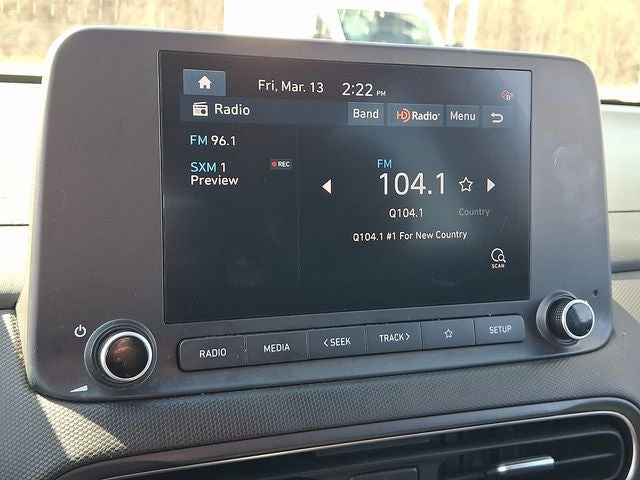 Fri, Mar. 13 2:22 PM
Radio Band HD Radio Menu
FM 96.1
SXM 1 REC
Preview
FM
104.1
Q104.1 Country
Q104.1 #1 For New Country
SCAN
RADIO MEDIA < SEEK TRACK > SETUP